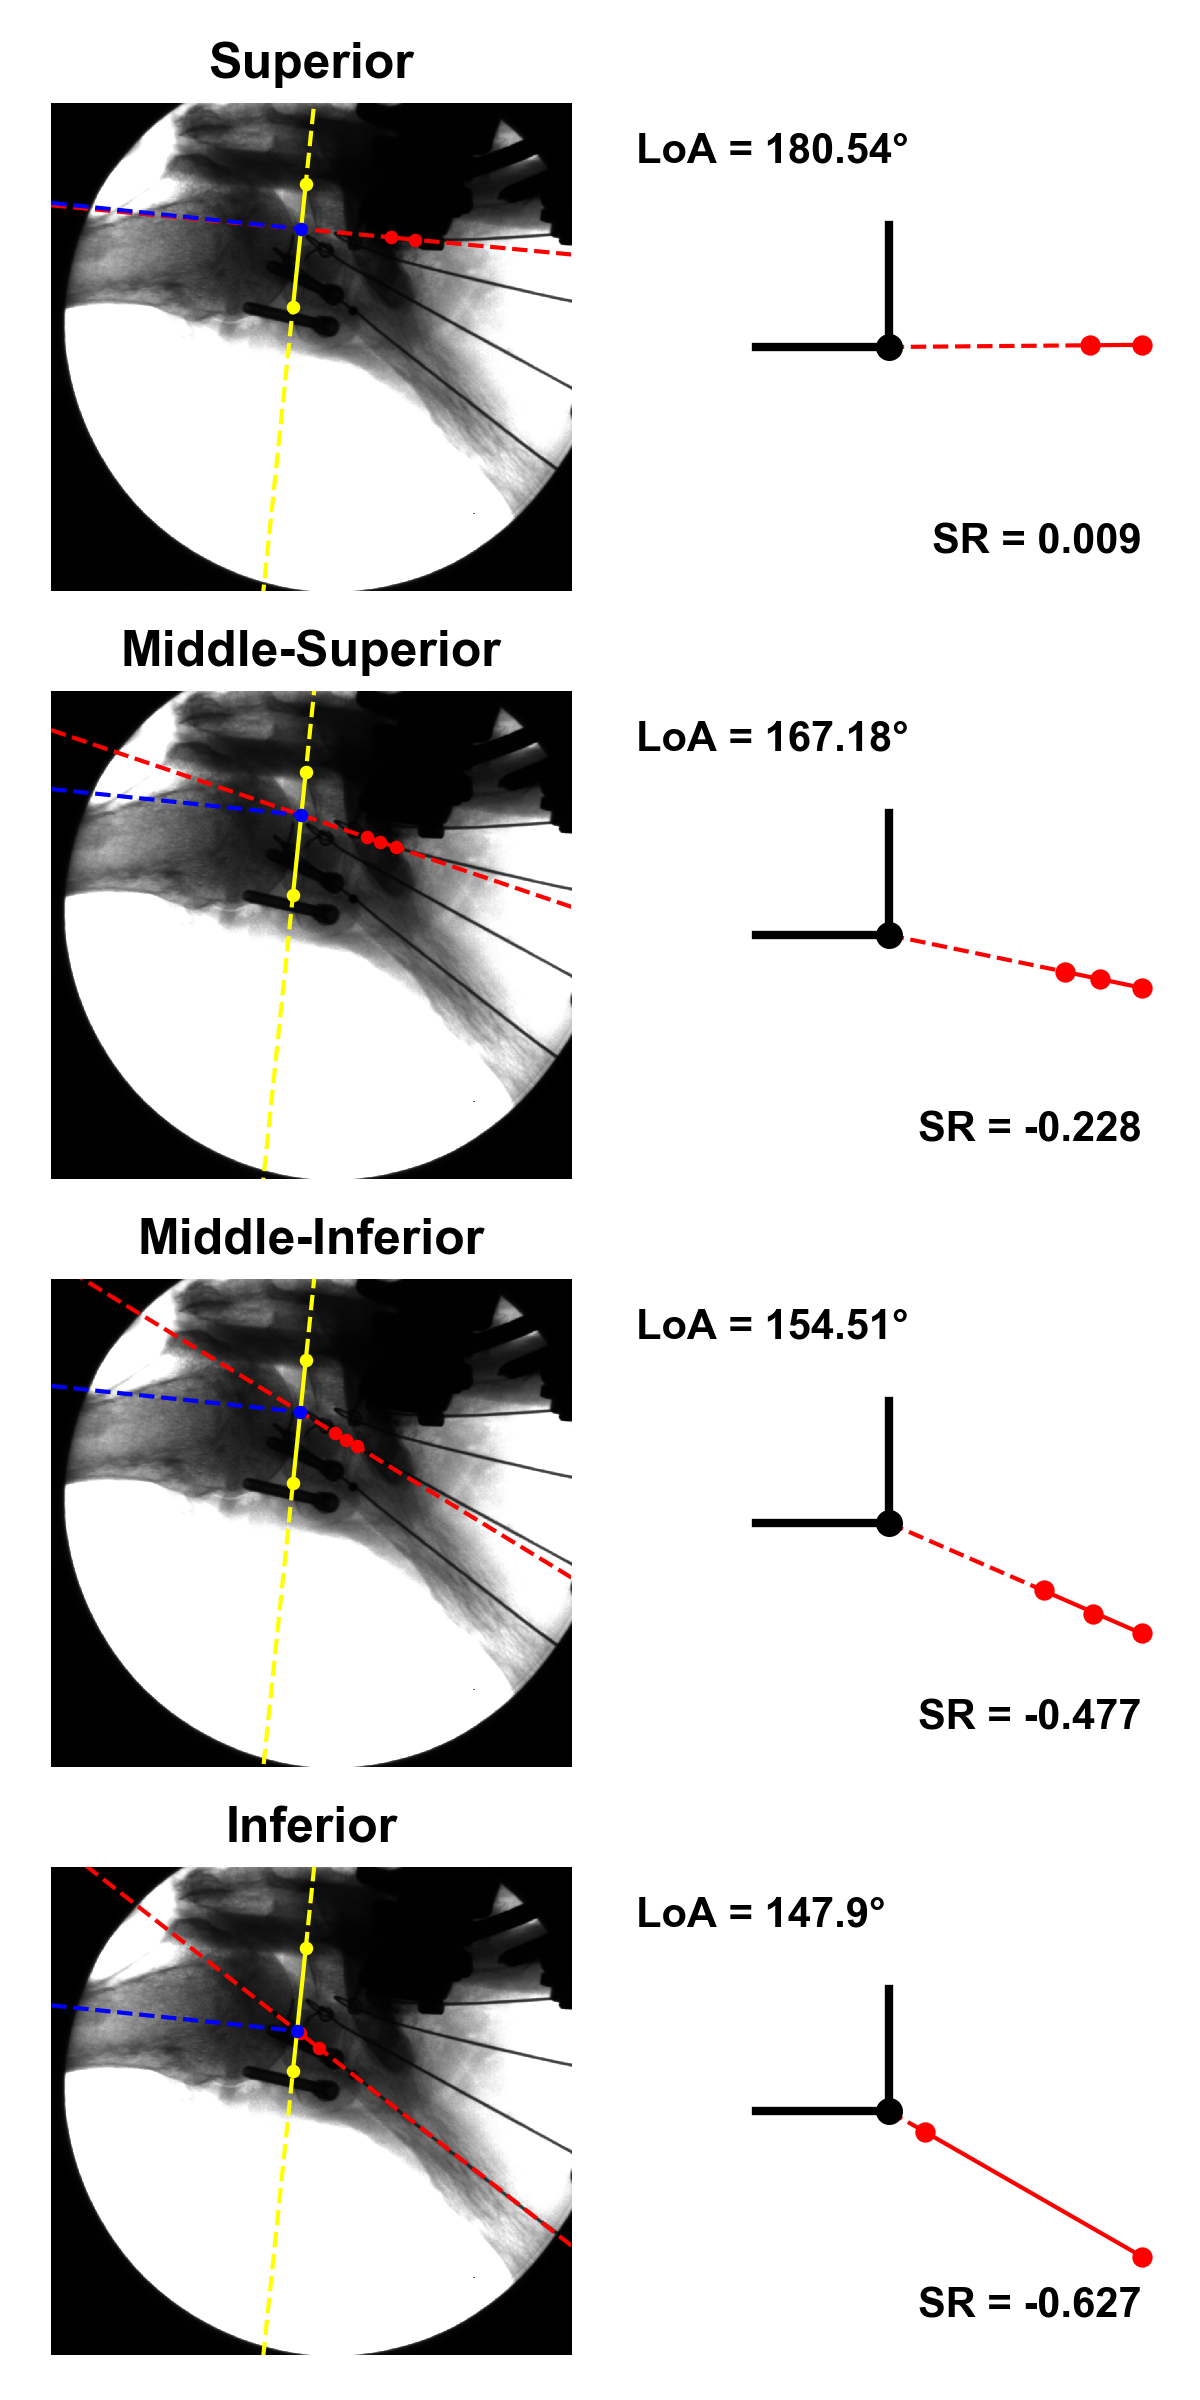 Superior
LoA = 180.54°
SR = 0.009
Middle-Superior
LoA = 167.18°
SR = -0.228
Middle-Inferior
LoA = 154.51°
SR = -0.477
Inferior
LoA = 147.9°
SR = -0.627